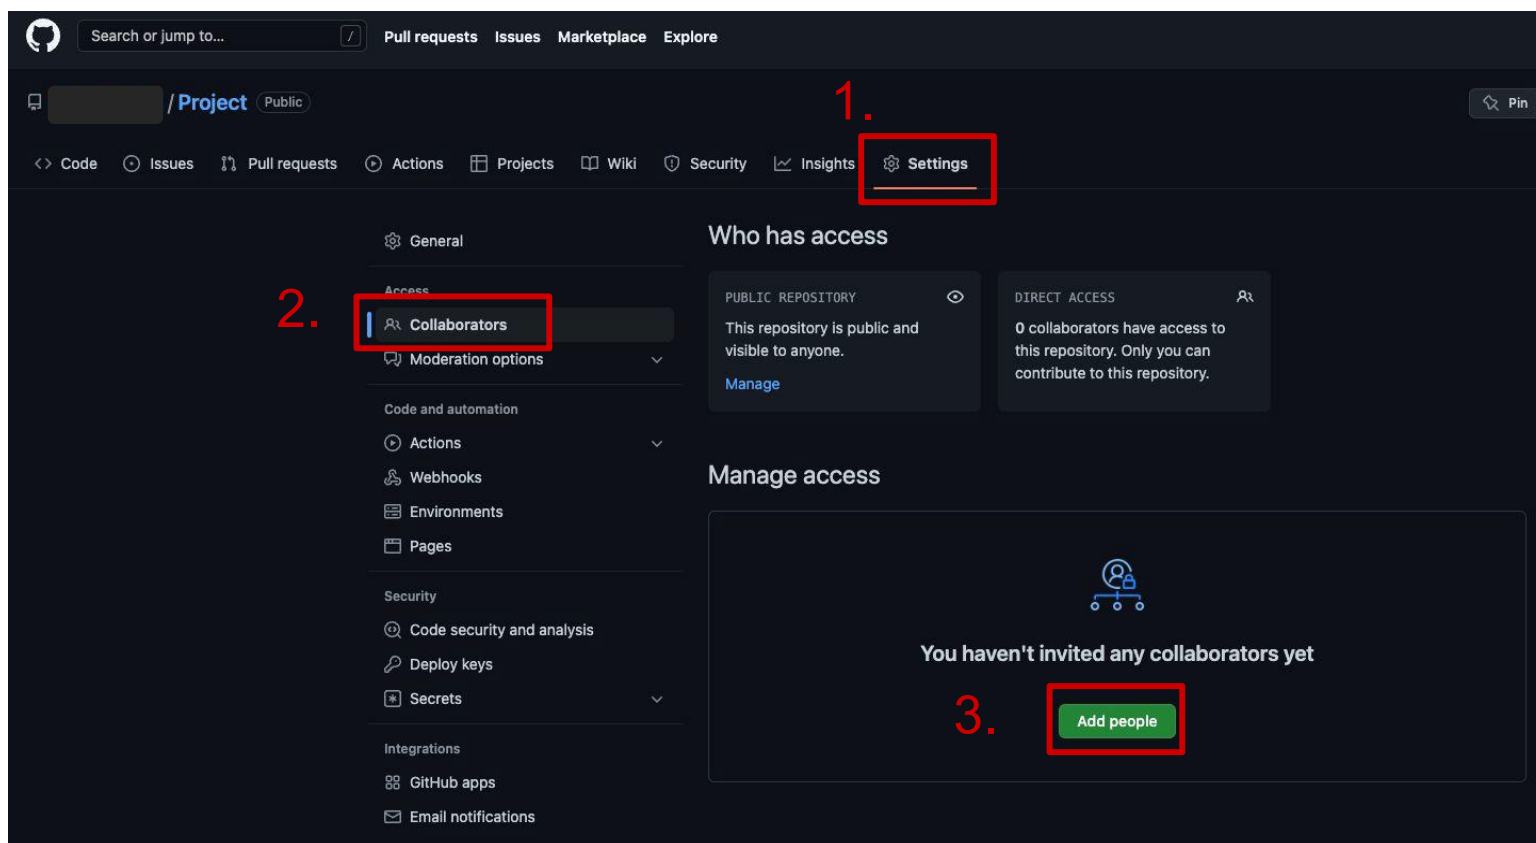 Search or jump to... /
Pull requests Issues Marketplace Explore
/ Project Public
1.
Pin
Code Issues Pull requests Actions Projects Wiki Security Insights Settings
General
Access
2.
Collaborators
Moderation options
Code and automation
Actions
Webhooks
Environments
Pages
Security
Code security and analysis
Deploy keys
Secrets
Integrations
GitHub apps
Email notifications
Who has access
PUBLIC REPOSITORY
This repository is public and
visible to anyone.
Manage
DIRECT ACCESS
0 collaborators have access to
this repository. Only you can
contribute to this repository.
Manage access
You haven't invited any collaborators yet
3.
Add people